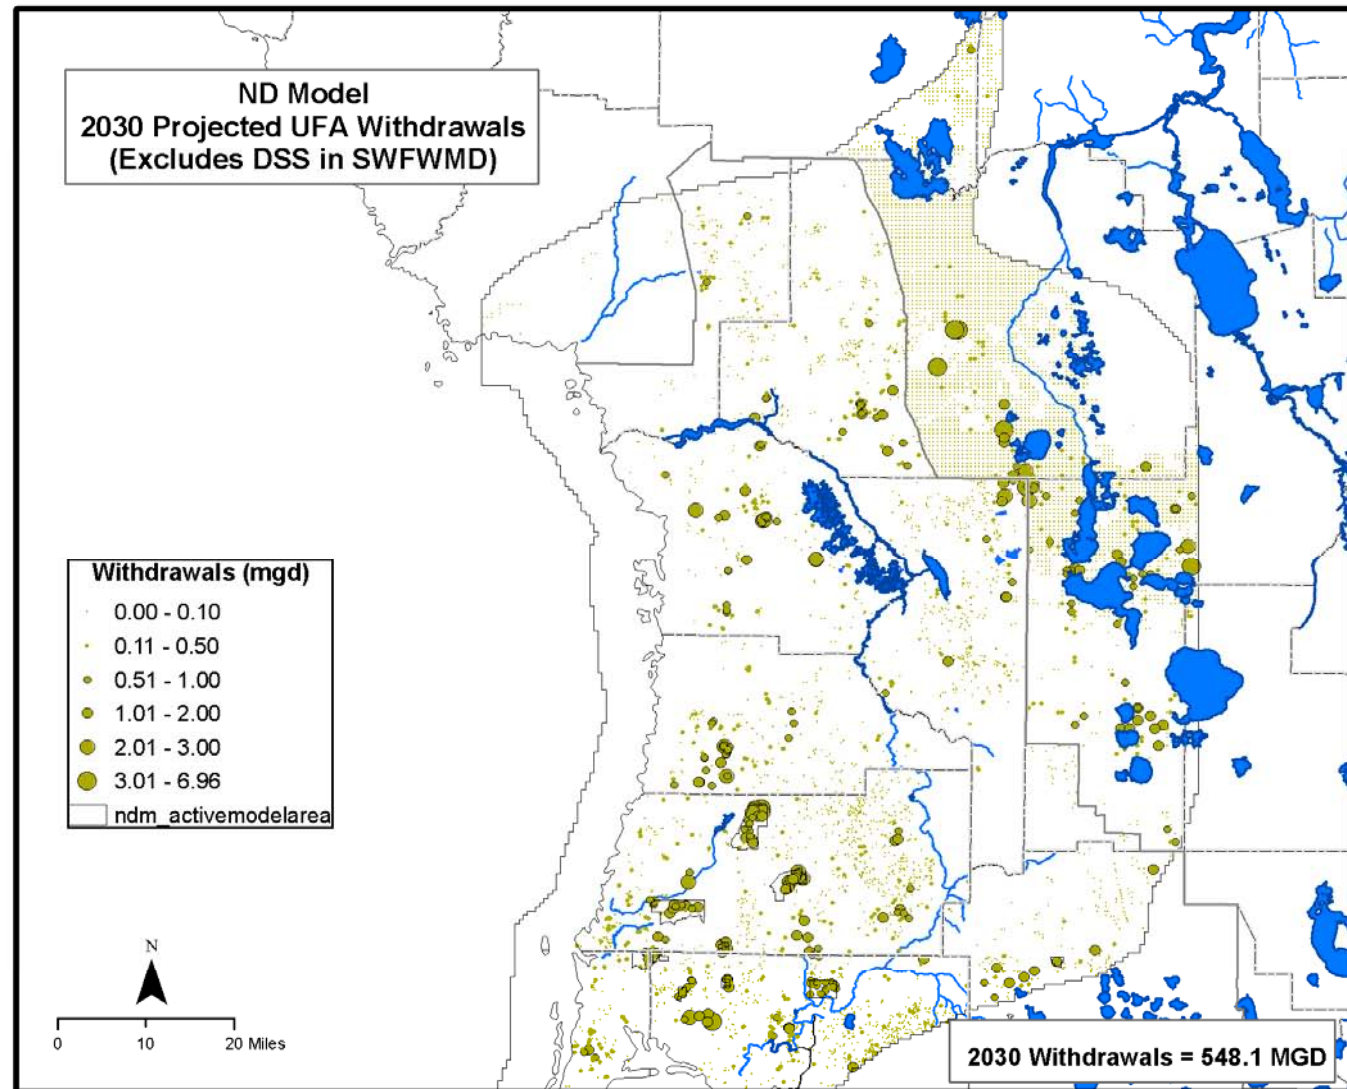 ND Model
2030 Projected UFA Withdrawals
(Excludes DSS in SWFWMD)
Withdrawals (mgd)
0.00 - 0.10
0.11 - 0.50
0.51 - 1.00
1.01 - 2.00
2.01 - 3.00
3.01 - 6.96
ndm_activemodelarea
N
0 10 20 Miles
2030 Withdrawals = 548.1 MGD